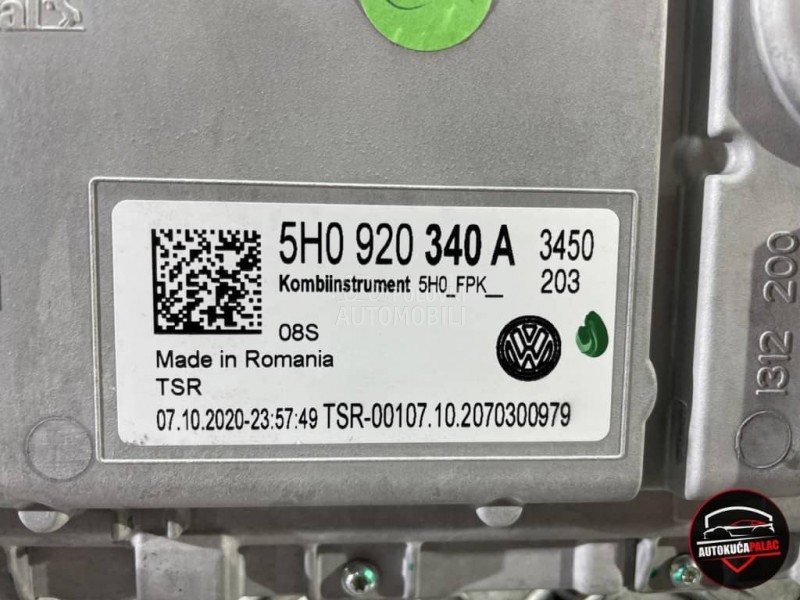 5H0 920 340 A 3450
Kombiinstrument 5H0_FPK__ 203
08S
Made in Romania
TSR
07.10.2020-23:57:49 TSR-00107.10.2070300979
1312 200
AUTOKUĆA PALAC